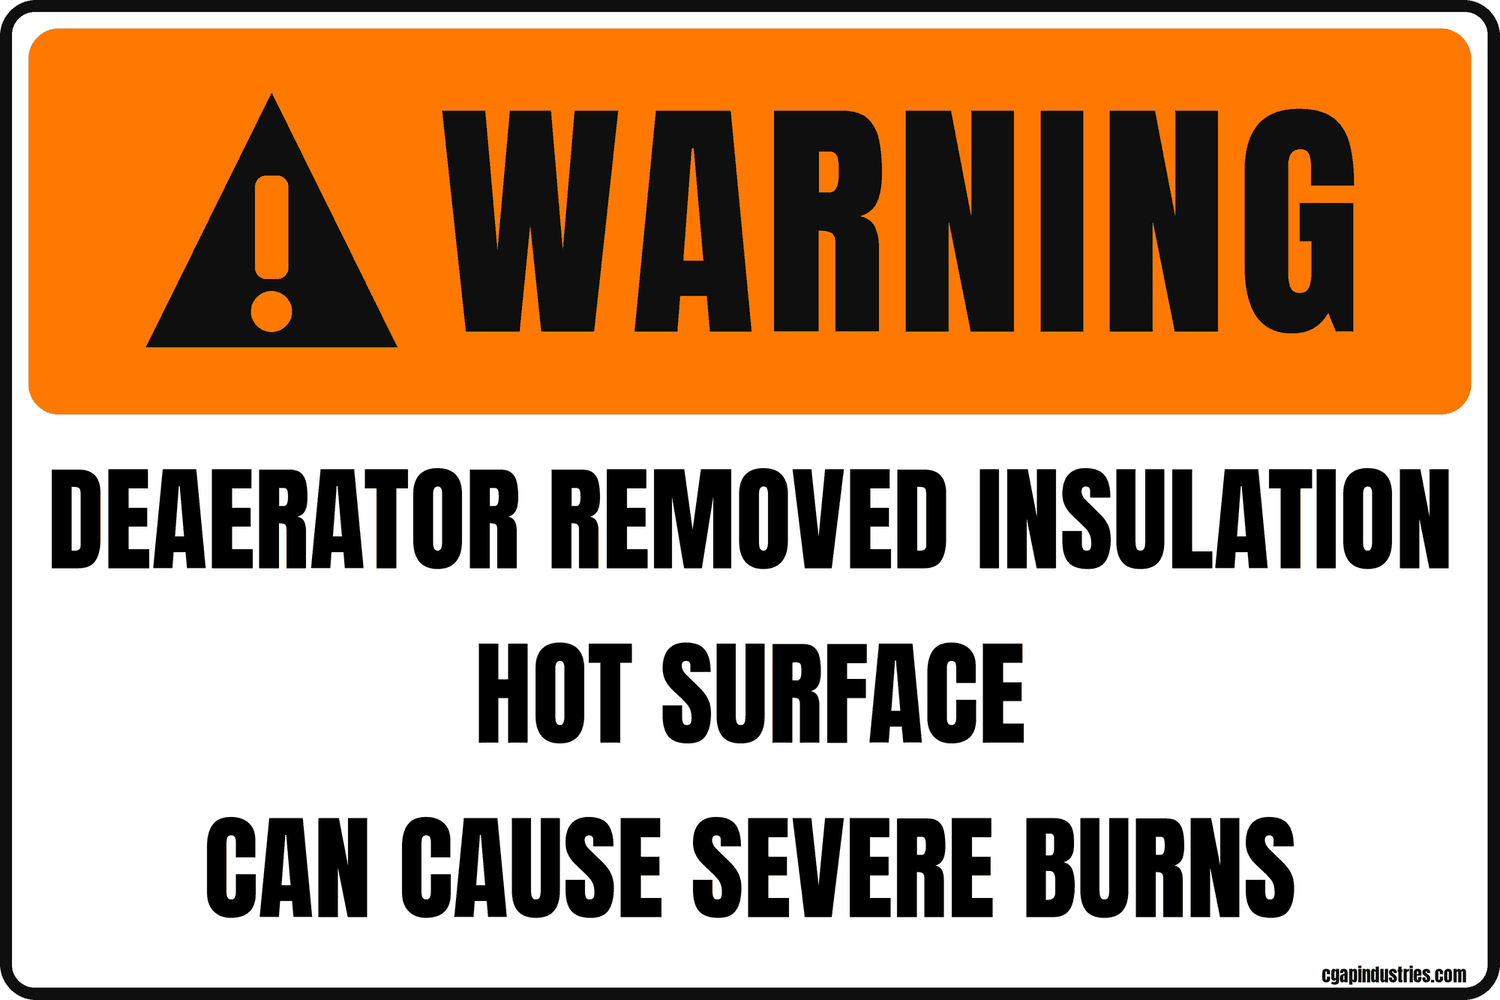 WARNING
DEAERATOR REMOVED INSULATION
HOT SURFACE
CAN CAUSE SEVERE BURNS
cgapindustries.com